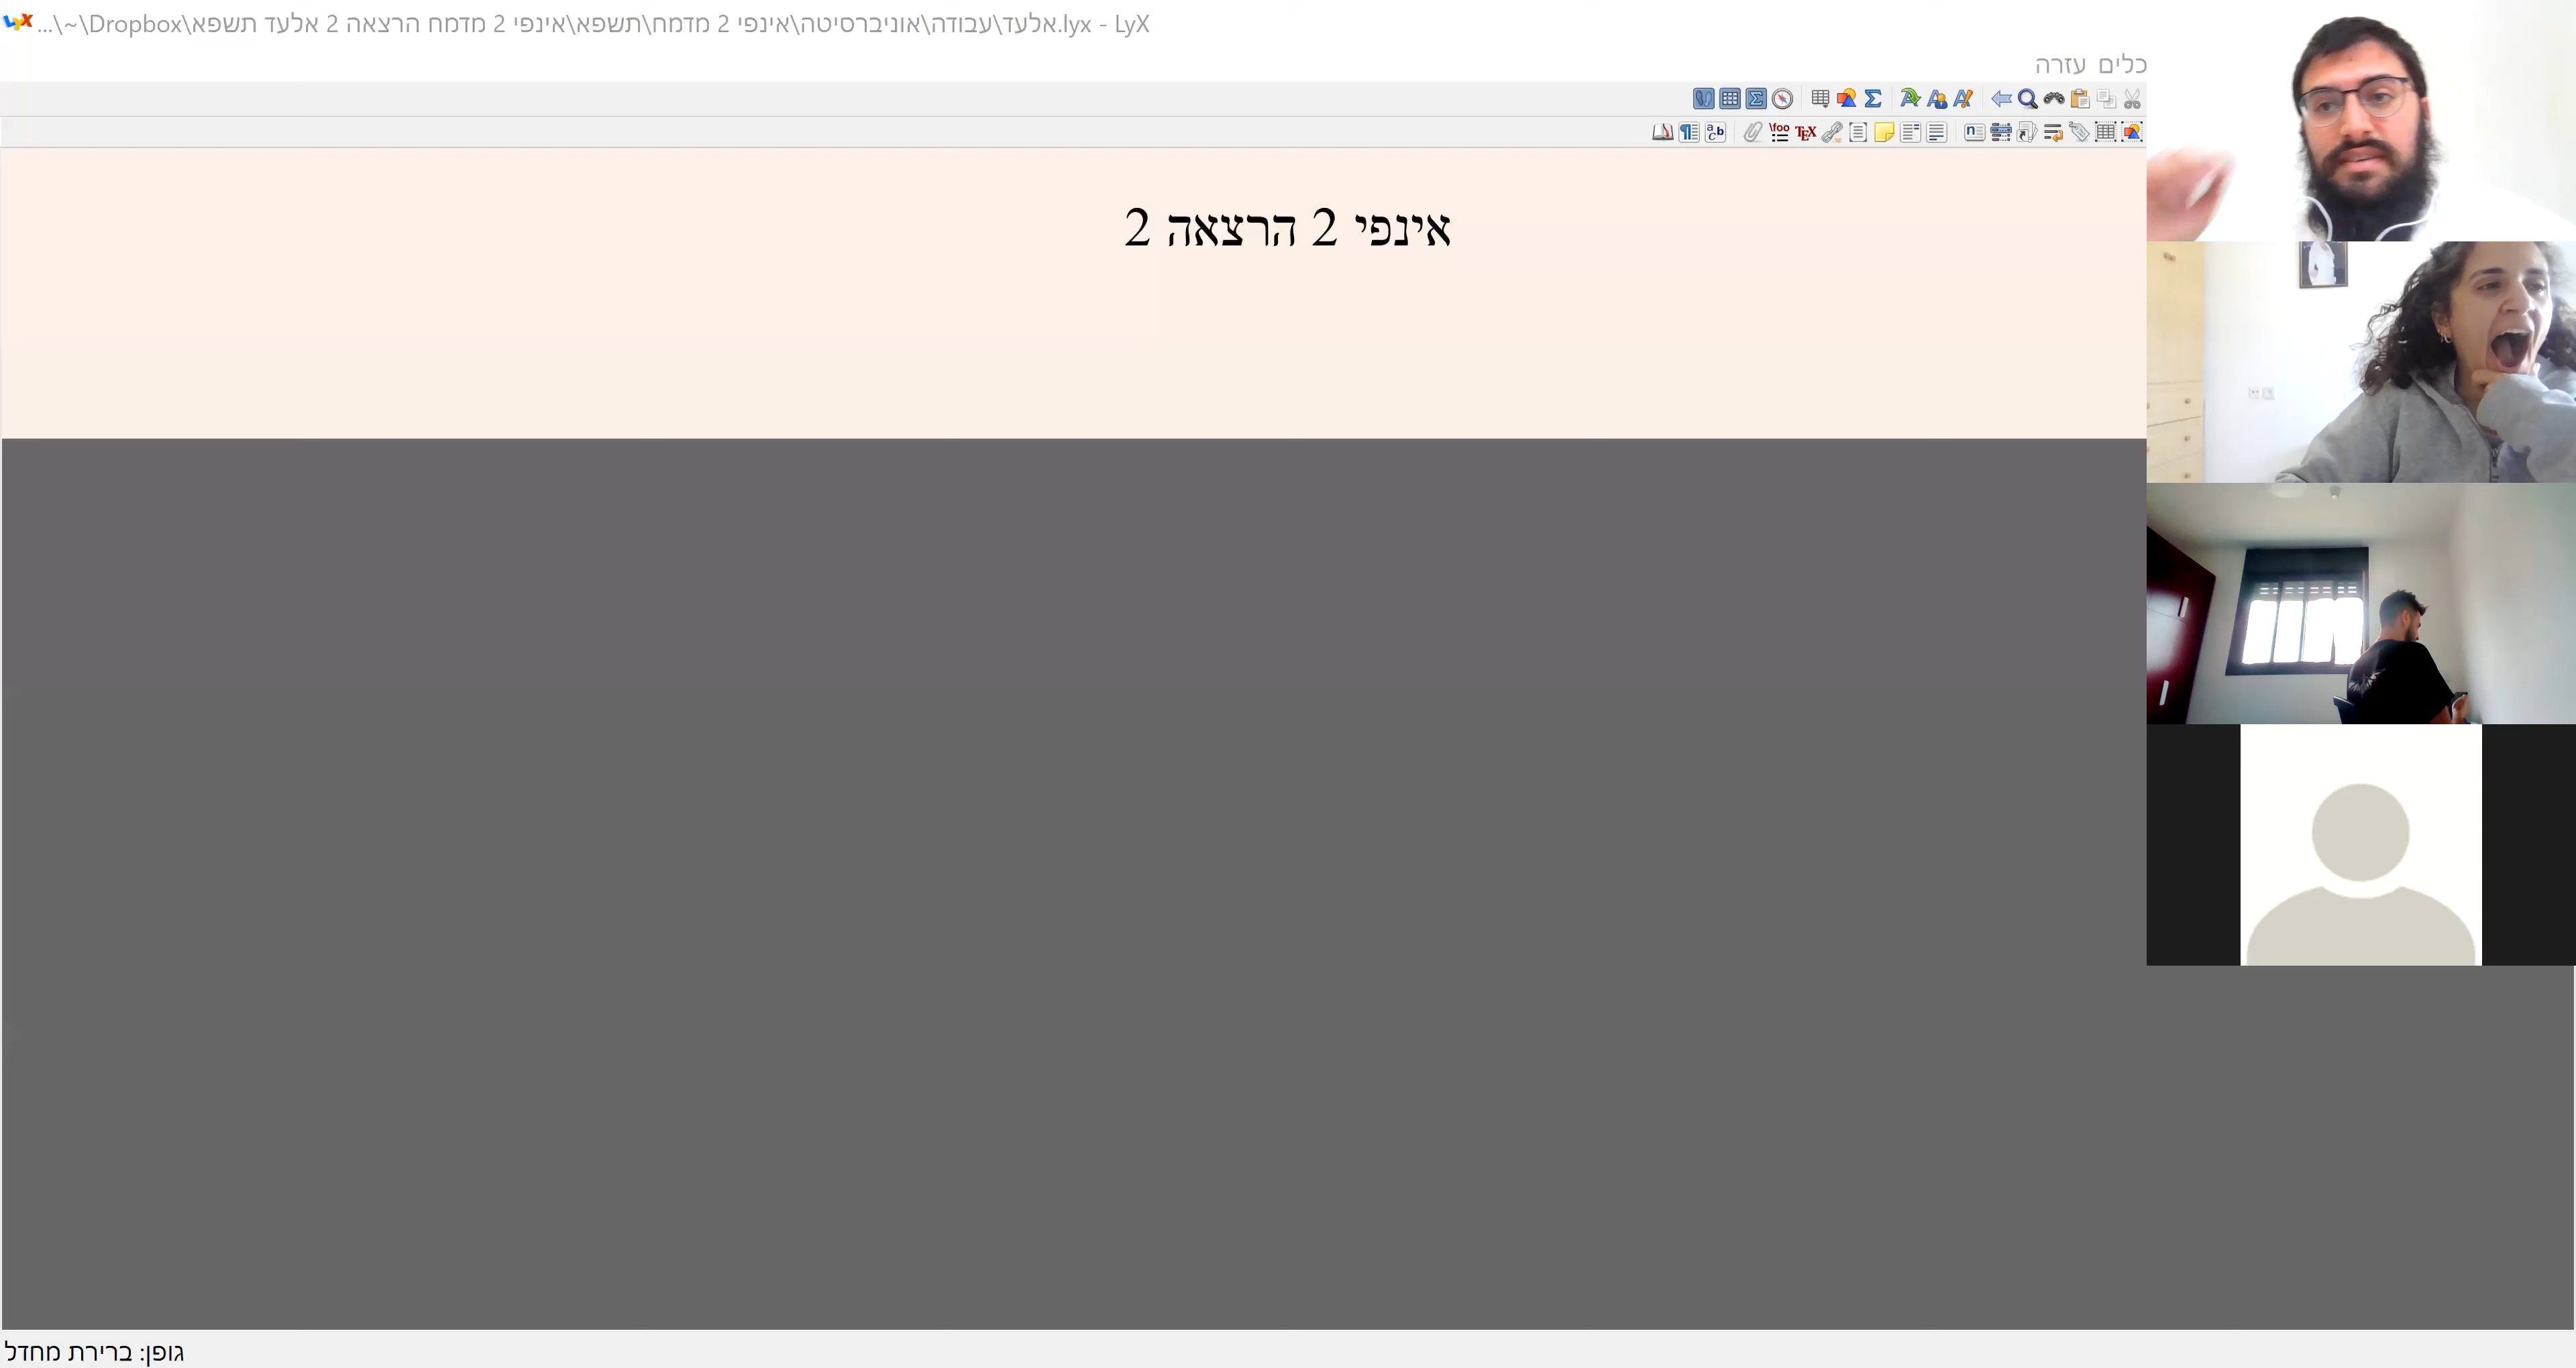 ...\~\Dropbox\אלעד\עבודה\אוניברסיטה\אינפי 2 מדמח\תשפא\אינפי 2 מדמח הרצאה 2 אלעד תשפא.lyx - LyX
כלים עזרה
אינפי 2 הרצאה 2
גופן: ברירת מחדל